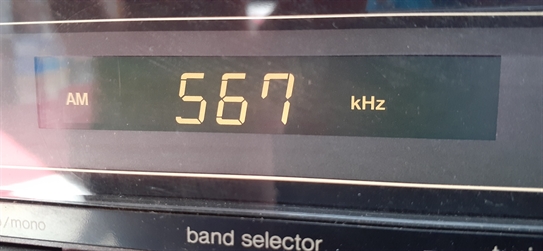 AM 567 kHz
/mono
band selector